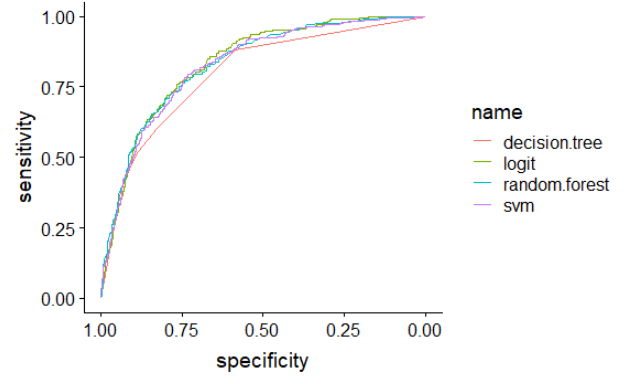 1.00
0.75
0.50
0.25
0.00
sensitivity
1.00 0.75 0.50 0.25 0.00
specificity
name
decision.tree
logit
random.forest
svm